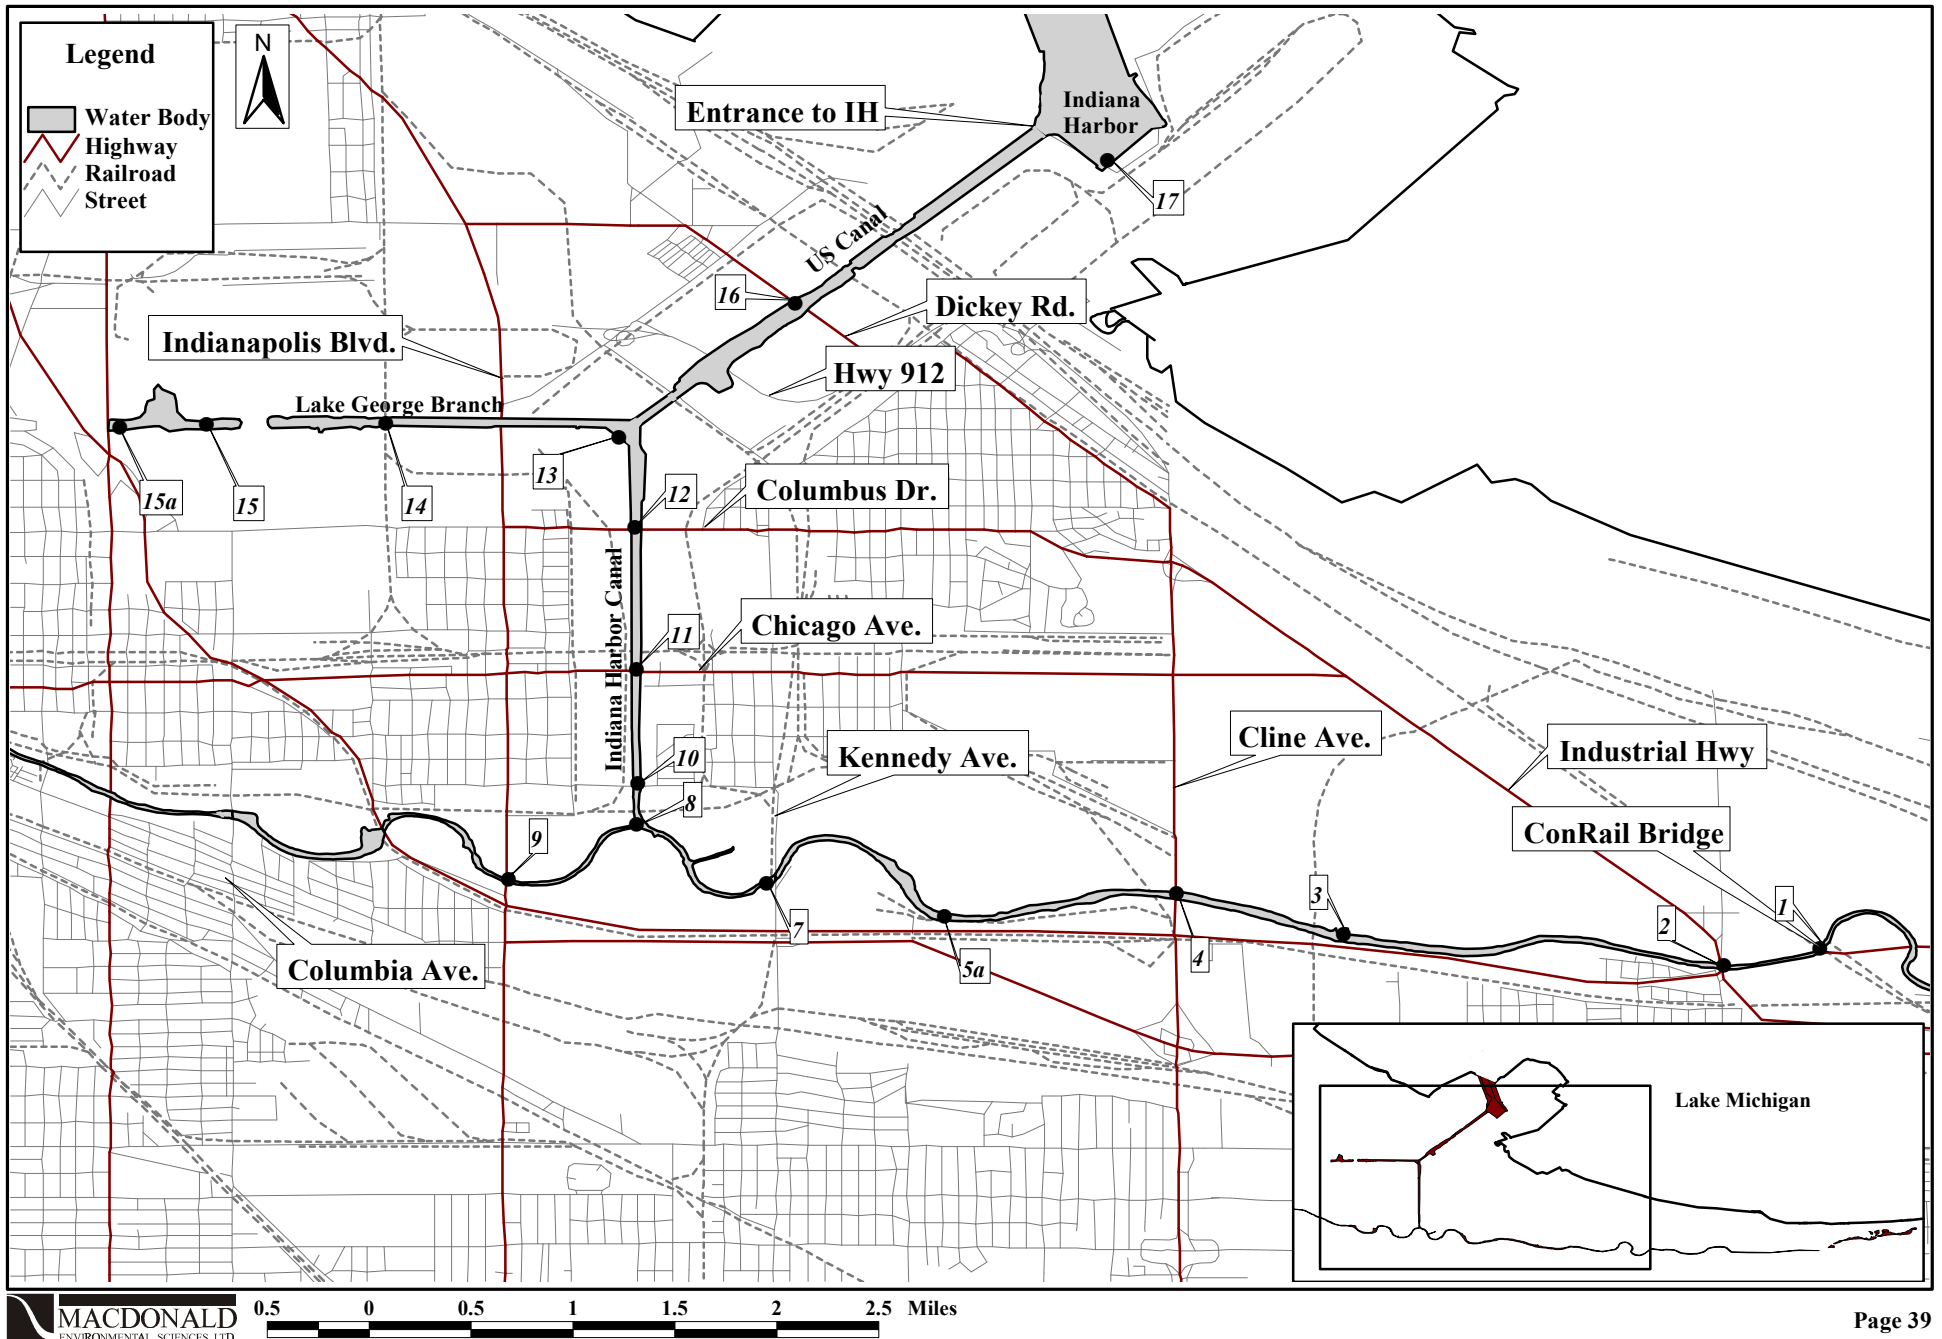 Legend
Water Body
Highway
Railroad
Street
N
Entrance to IH
Indiana
Harbor
17
US Canal
16
Dickey Rd.
Indianapolis Blvd.
Hwy 912
Lake George Branch
15a
15
14
13
12
Columbus Dr.
Indiana Harbor Canal
11
Chicago Ave.
10
Kennedy Ave.
Cline Ave.
Industrial Hwy
8
ConRail Bridge
9
7
5a
4
3
2
1
Columbia Ave.
Lake Michigan
MACDONALD
ENVIRONMENTAL SCIENCES LTD
0.5 0 0.5 1 1.5 2 2.5 Miles
Page 39